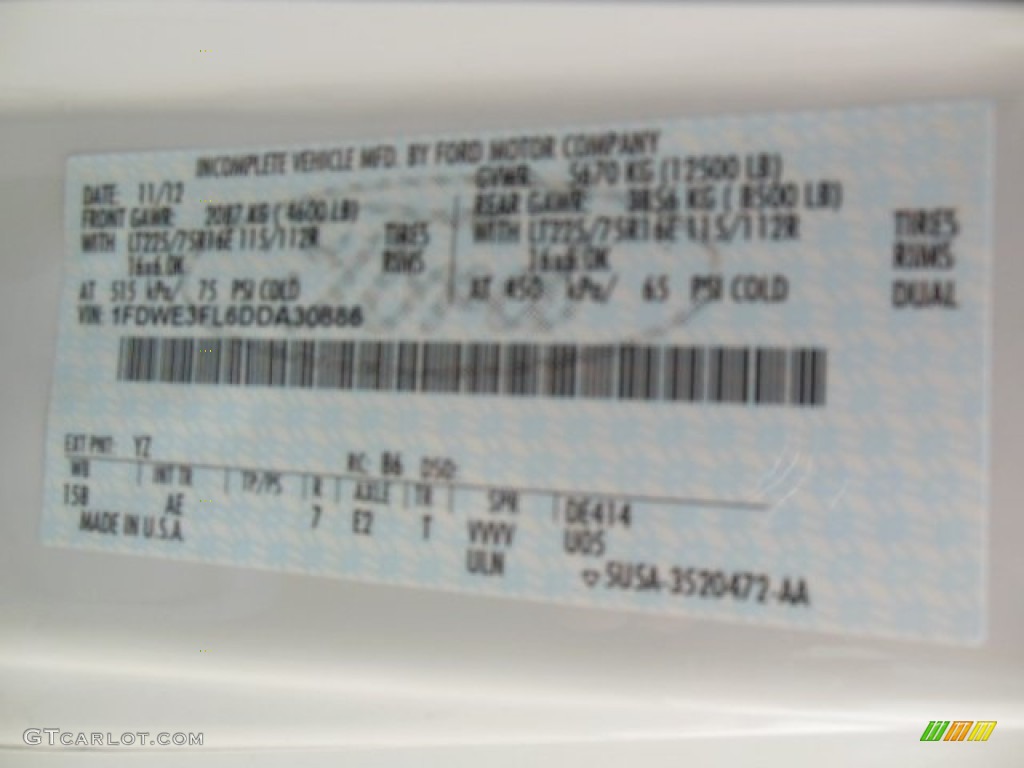 INCOMPLETE VEHICLE MFD. BY FORD MOTOR COMPANY
DATE: 11/12 GVWR: 5670 KG (12500 LB)
FRONT GAWR: 2087 KG (4600 LB) REAR GAWR: 3856 KG ( 8500 LB)
WITH LT225/75R16E 115/112R TIRES WITH LT225/75R16E 115/112R TIRES
16x6.0K RIMS 16x6.0K RIMS
AT 515 kPa/ 75 PSI COLD AT 450 kPa/ 65 PSI COLD DUAL
VIN: 1FDWE3FL6DDA30886
EXT PNT: YZ RC: 86 DSO:
WB INT TR TP/PS R AXLE TR SPR DE414
158 AE 7 E2 T VVVV U05
MADE IN U.S.A. ULN 5U5A-3520472-AA
GTCARLOT.COM